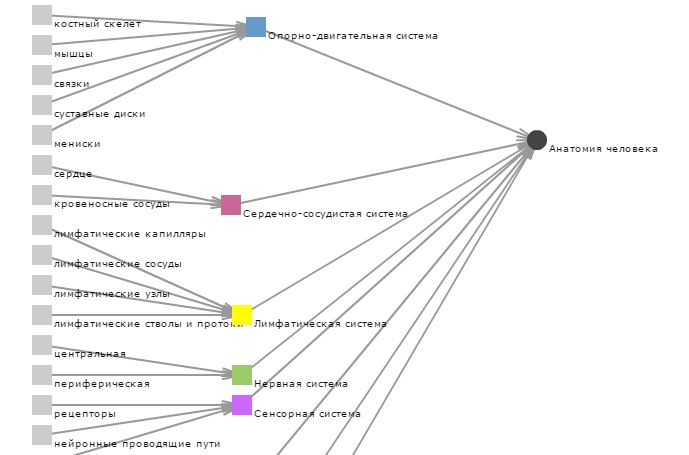 костный скелет
мышцы
связки
суставные диски
мениски
Опорно-двигательная система
сердце
кровеносные сосуды
Сердечно-сосудистая система
лимфатические капилляры
лимфатические сосуды
лимфатические узлы
лимфатические стволы и протоки
Лимфатическая система
центральная
периферическая
Нервная система
рецепторы
нейронные проводящие пути
Сенсорная система
Анатомия человека